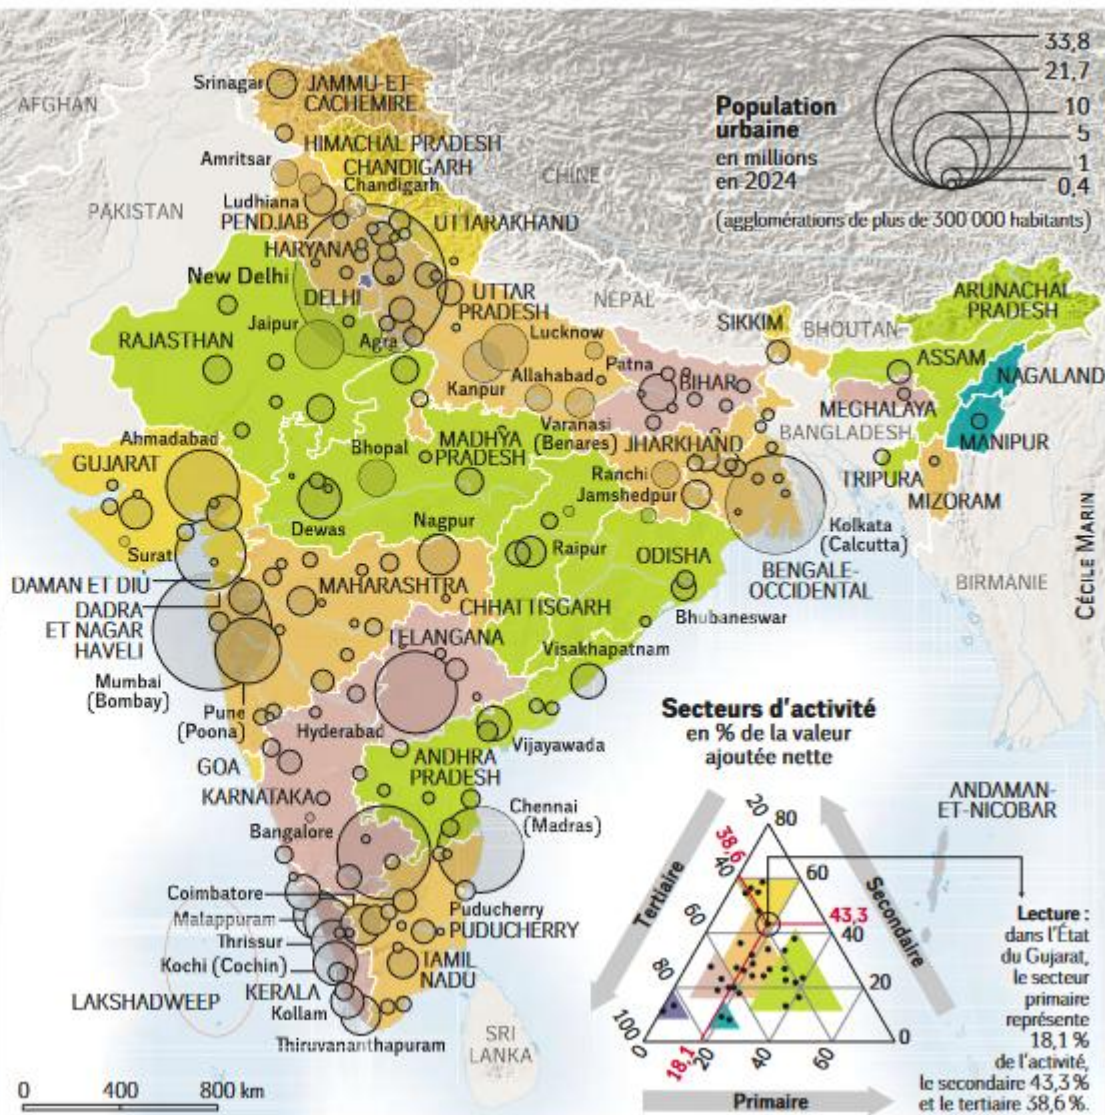 33,8
21,7
10
5
1
0,4
Population
urbaine
en millions
en 2024
(agglomérations de plus de 300 000 habitants)
AFGHAN
PAKISTAN
CHINE
NÉPAL
BHOUTAN
BANGLADESH
BIRMANIE
SRI
LANKA
Srinagar
JAMMU-ET-
CACHEMIRE
HIMACHAL PRADESH
Amritsar
CHANDIGARH
Chandigarh
Ludhiana
PENDJAB
UTTARAKHAND
HARYANA
New Delhi
DELHI
UTTAR
PRADESH
RAJASTHAN
Jaipur
Agra
Lucknow
Kanpur
Allahabad
Patna
BIHAR
Varanasi
(Benares)
SIKKIM
ARUNACHAL
PRADESH
ASSAM
NAGALAND
MEGHALAYA
MANIPUR
TRIPURA
MIZORAM
Ahmadabad
GUJARAT
Bhopal
MADHYA
PRADESH
JHARKHAND
Ranchi
Jamshedpur
Dewas
Nagpur
Surat
Raipur
ODISHA
Kolkata
(Calcutta)
BENGALE-
OCCIDENTAL
DAMAN ET DIÚ
DADRA
ET NAGAR
HAVELI
MAHARASHTRA
CHHATTISGARH
Bhubaneswar
TELANGANA
Visakhapatnam
Mumbai
(Bombay)
Pune
(Poona)
Hyderabad
Vijayawada
GOA
ANDHRA
PRADESH
KARNATAKA
Bangalore
Chennai
(Madras)
Coimbatore
Malappuram
Thrissur
Kochi (Cochin)
KERALA
Kollam
Thiruvananthapuram
Puducherry
PUDUCHERRY
TAMIL
NADU
LAKSHADWEEP
ANDAMAN-
ET-NICOBAR
CÉCILE MARIN
Secteurs d'activité
en % de la valeur
ajoutée nette
20
80
38,6
40
60
60
43,3
40
80
20
100
0
0
18,1
20
40
60
Tertiaire
Secondaire
Primaire
Lecture :
dans l'État
du Gujarat,
le secteur
primaire
représente
18,1 %
de l'activité,
le secondaire 43,3 %
et le tertiaire 38,6 %.
0 400 800 km